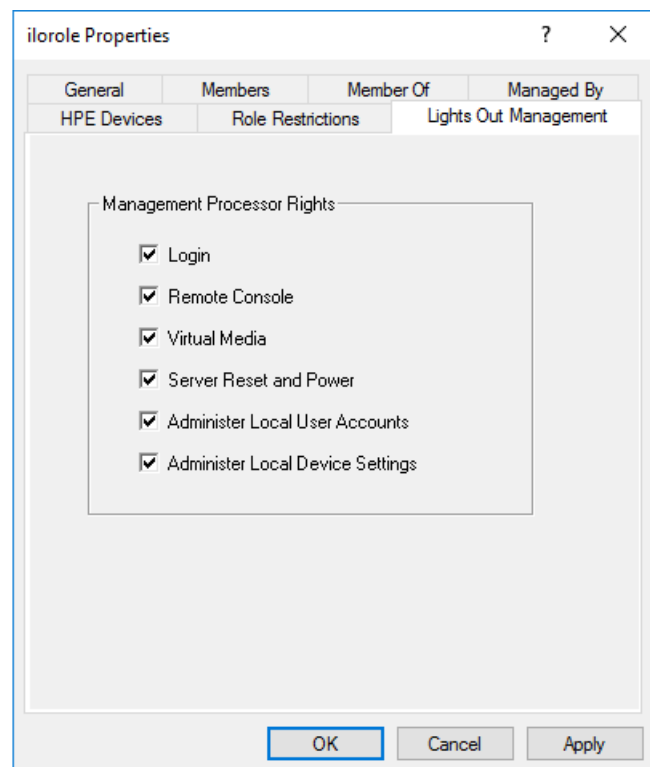 ilorole Properties ? ×
General Members Member Of Managed By
HPE Devices Role Restrictions Lights Out Management
Management Processor Rights
Login
Remote Console
Virtual Media
Server Reset and Power
Administer Local User Accounts
Administer Local Device Settings
OK Cancel Apply